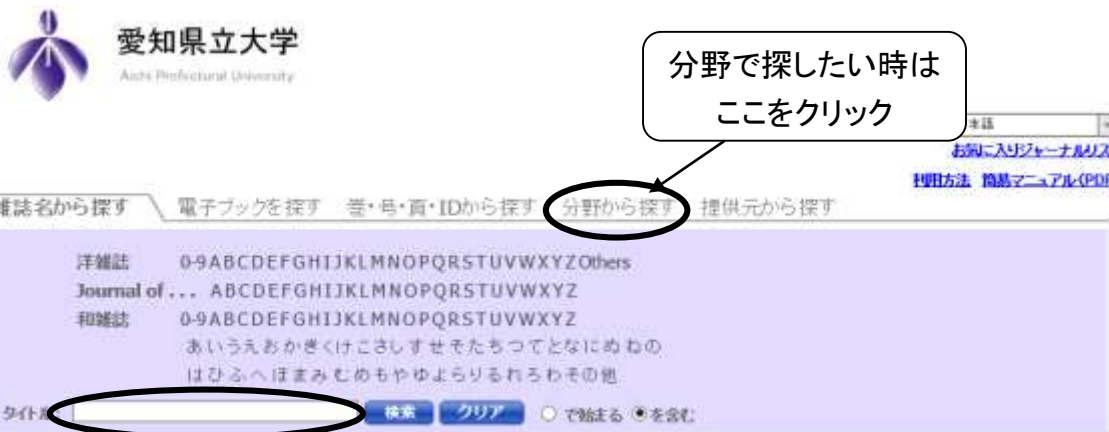 愛知県立大学
Aichi Prefectural University
分野で探したい時は
ここをクリック
本語
お気に入りジャーナルリス
利用方法 簡易マニュアル(PDF
雑誌名から探す 電子ブックを探す 巻・号・頁・IDから探す 分野から探す 提供元から探す
洋雑誌 0-9ABCDEFGHIJKLMNOPQRSTUVWXYZOthers
Journal of ... ABCDEFGHIJKLMNOPQRSTUVWXYZ
和雑誌 0-9ABCDEFGHIJKLMNOPQRSTUVWXYZ
あいうえおかきくけこさしすせそたちつてとなにぬねの
はひふへほまみむめもやゆよらりるれろわその他
タイトル: 検索 クリア で始まる を含む